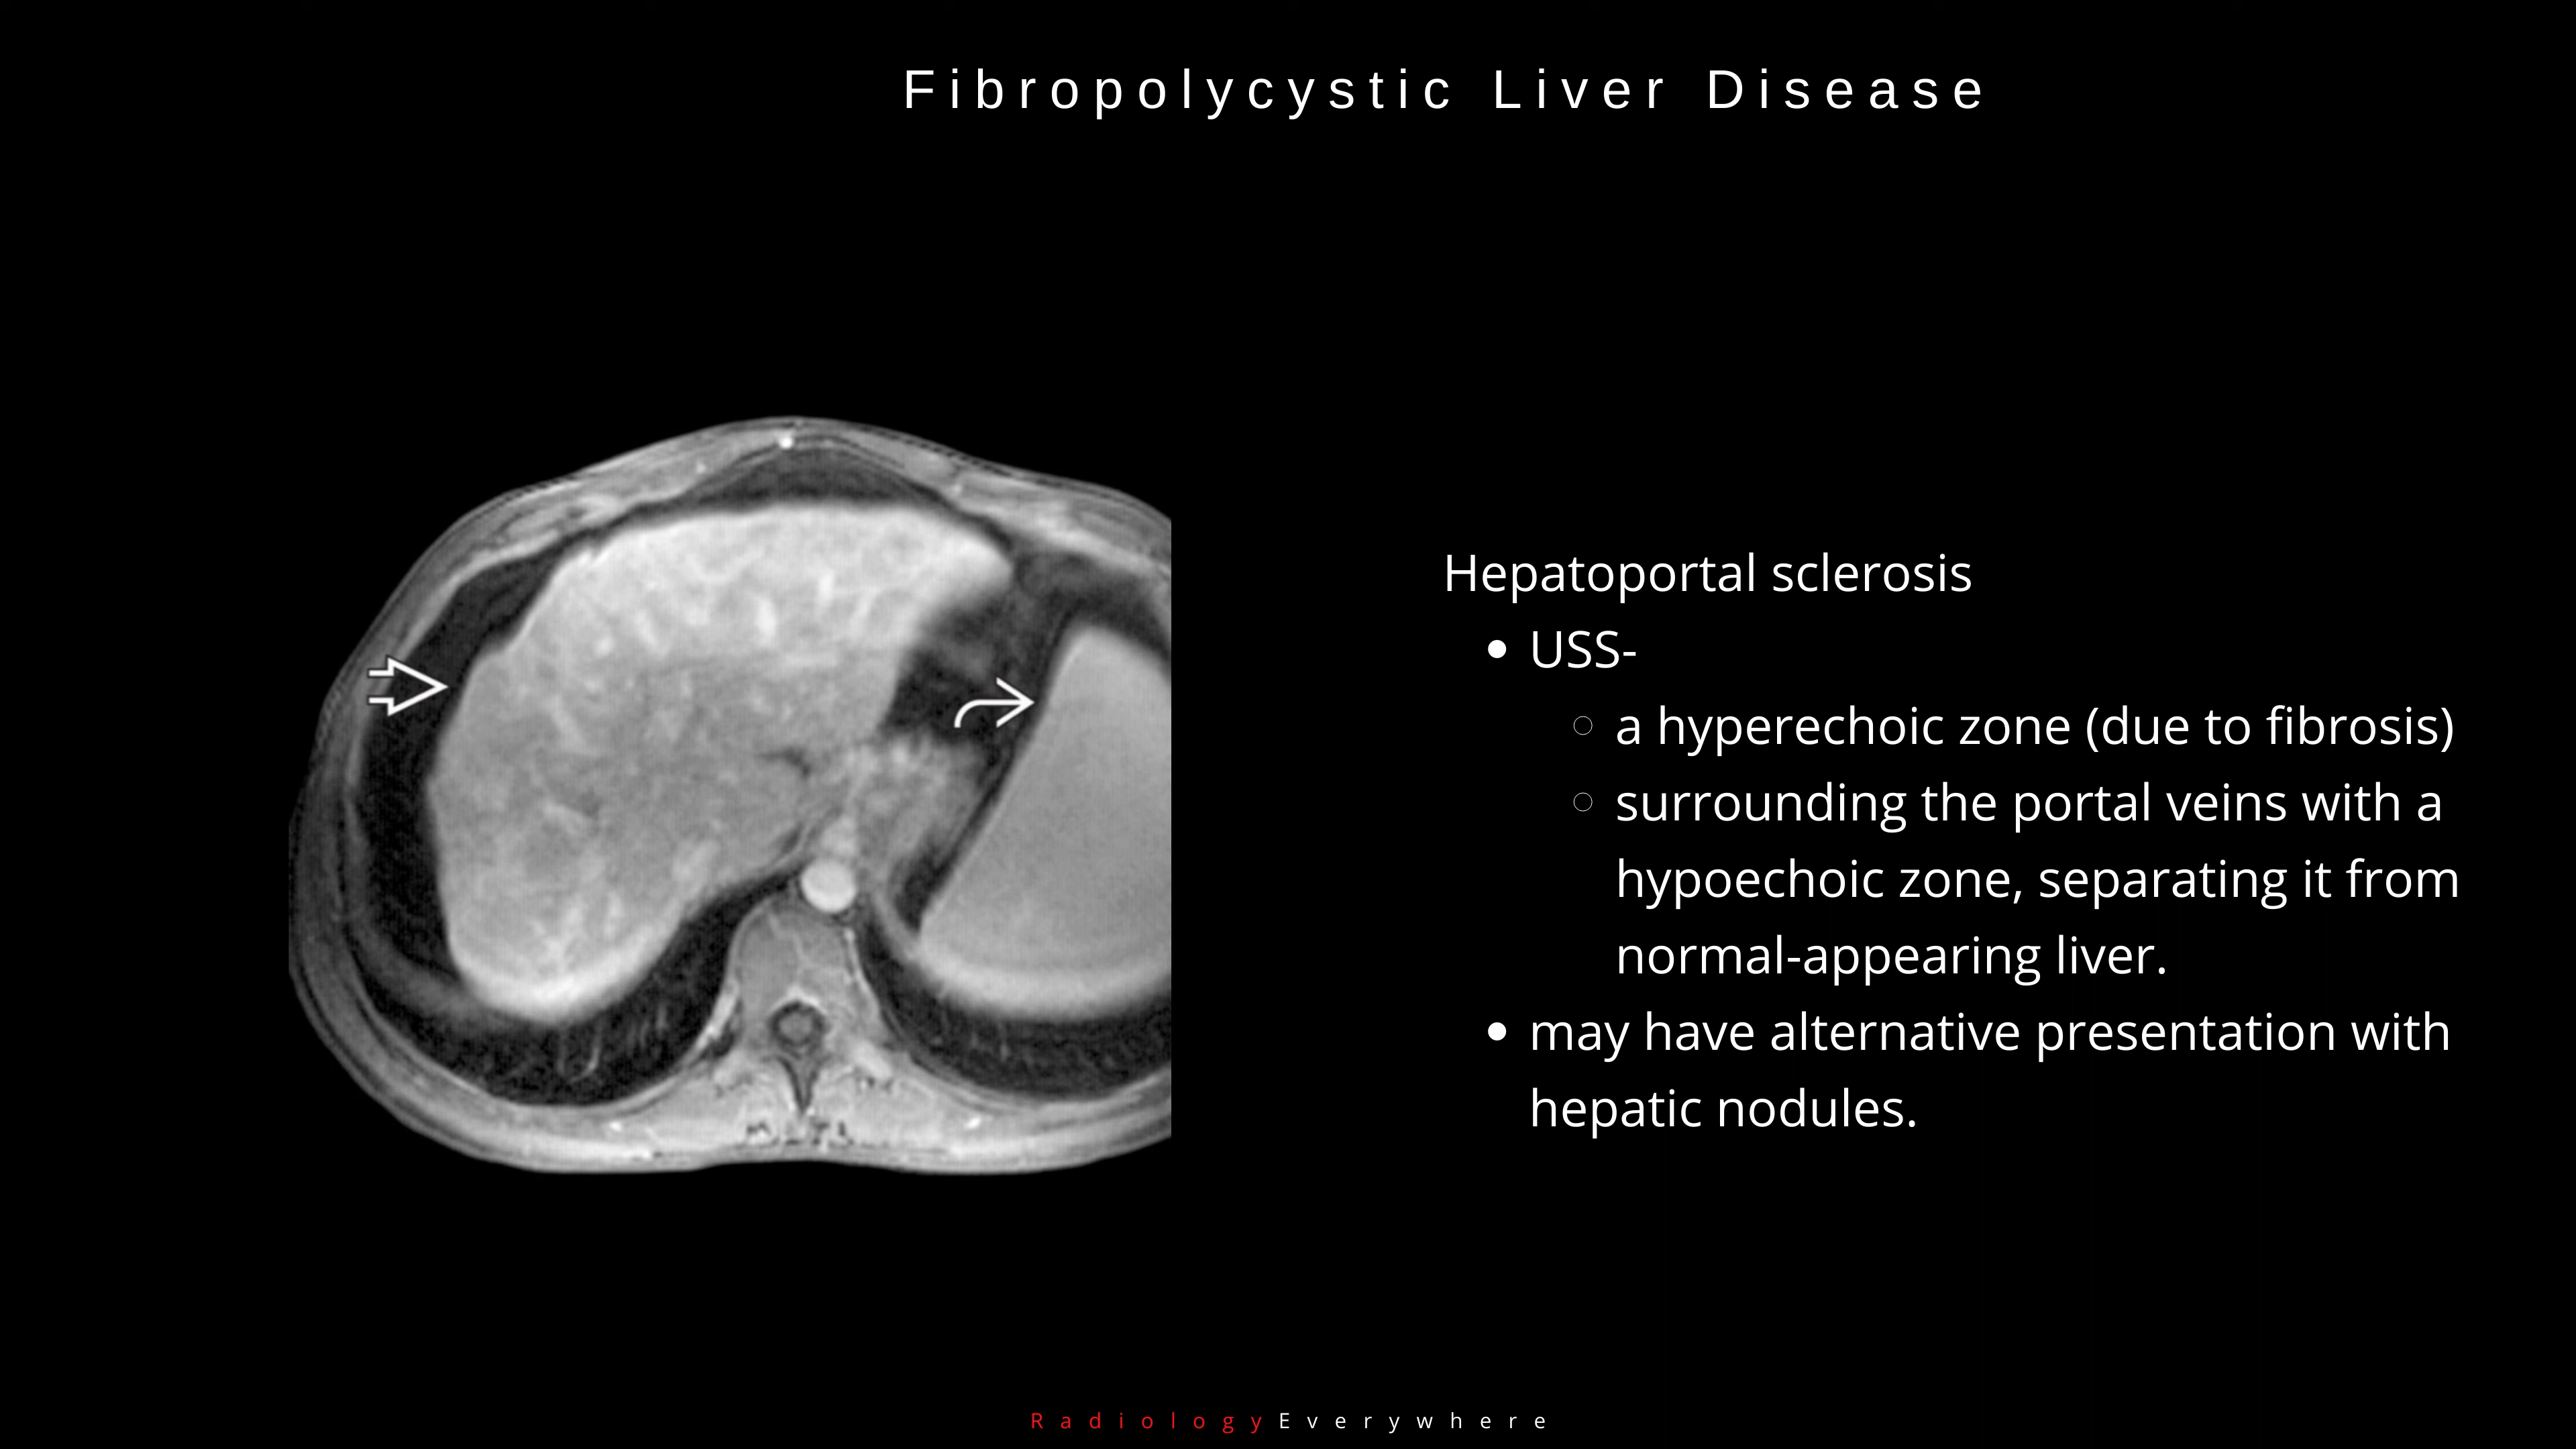 Fibropolycystic Liver Disease
Hepatoportal sclerosis
USS-
a hyperechoic zone (due to fibrosis)
surrounding the portal veins with a
hypoechoic zone, separating it from
normal-appearing liver.
may have alternative presentation with
hepatic nodules.
RadiologyEverywhere